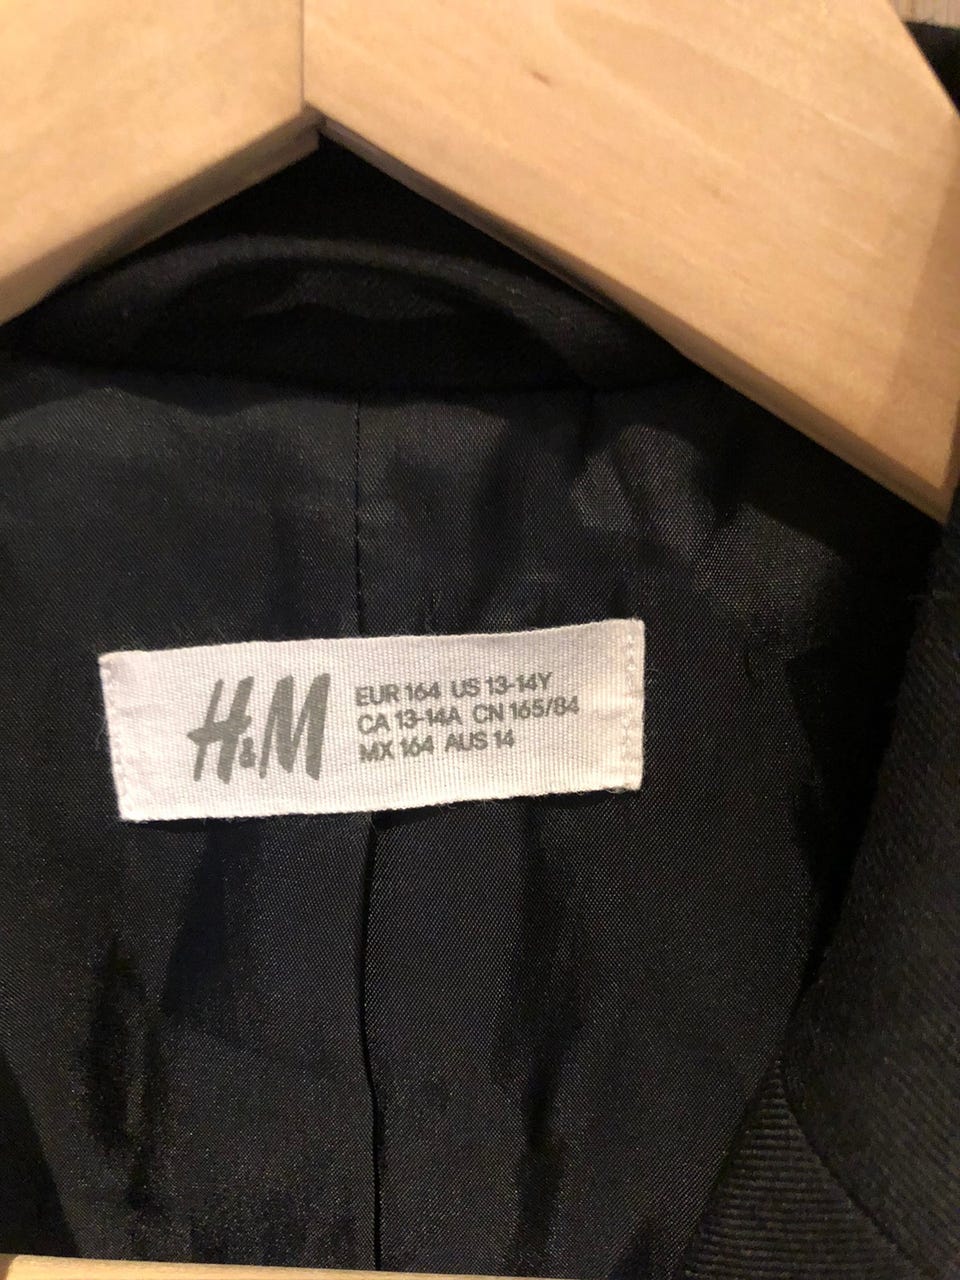 H&M
EUR 164 US 13-14Y
CA 13-14A CN 165/84
MX 164 AUS 14